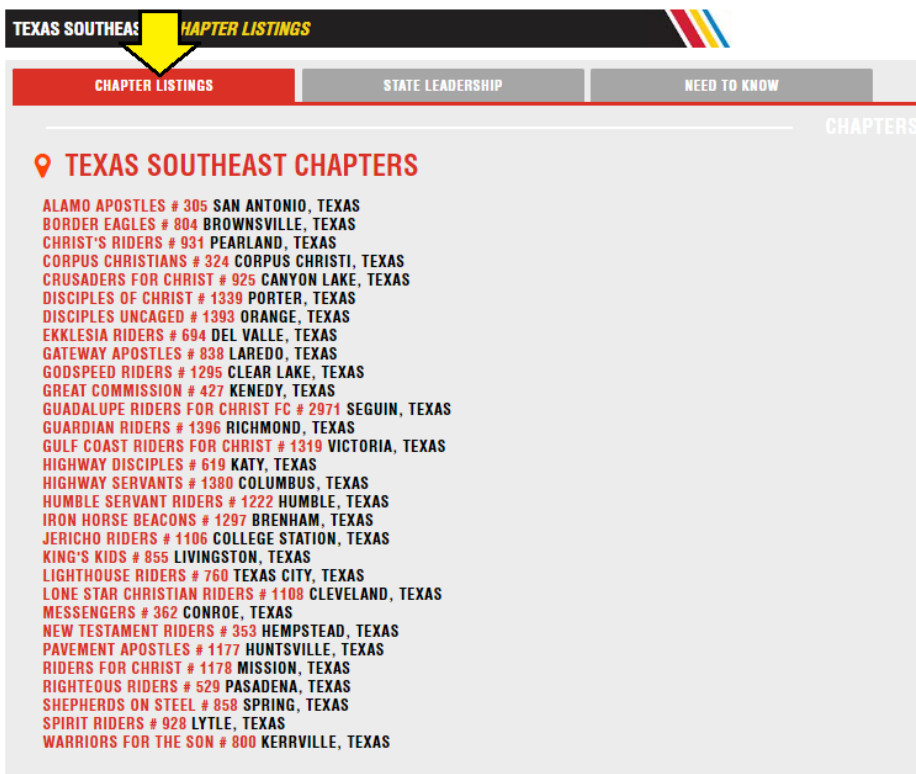 TEXAS SOUTHEAS HAPTER LISTINGS
CHAPTER LISTINGS
STATE LEADERSHIP
NEED TO KNOW
CHAPTERS
TEXAS SOUTHEAST CHAPTERS
ALAMO APOSTLES # 305 SAN ANTONIO, TEXAS
BORDER EAGLES # 804 BROWNSVILLE, TEXAS
CHRIST'S RIDERS # 931 PEARLAND, TEXAS
CORPUS CHRISTIANS # 324 CORPUS CHRISTI, TEXAS
CRUSADERS FOR CHRIST # 925 CANYON LAKE, TEXAS
DISCIPLES OF CHRIST # 1339 PORTER, TEXAS
DISCIPLES UNCAGED # 1393 ORANGE, TEXAS
EKKLESIA RIDERS # 694 DEL VALLE, TEXAS
GATEWAY APOSTLES # 838 LAREDO, TEXAS
GODSPEED RIDERS # 1295 CLEAR LAKE, TEXAS
GREAT COMMISSION # 427 KENEDY, TEXAS
GUADALUPE RIDERS FOR CHRIST FC # 2971 SEGUIN, TEXAS
GUARDIAN RIDERS # 1396 RICHMOND, TEXAS
GULF COAST RIDERS FOR CHRIST # 1319 VICTORIA, TEXAS
HIGHWAY DISCIPLES # 619 KATY, TEXAS
HIGHWAY SERVANTS # 1380 COLUMBUS, TEXAS
HUMBLE SERVANT RIDERS # 1222 HUMBLE, TEXAS
IRON HORSE BEACONS # 1297 BRENHAM, TEXAS
JERICHO RIDERS # 1106 COLLEGE STATION, TEXAS
KING'S KIDS # 855 LIVINGSTON, TEXAS
LIGHTHOUSE RIDERS # 760 TEXAS CITY, TEXAS
LONE STAR CHRISTIAN RIDERS # 1108 CLEVELAND, TEXAS
MESSENGERS # 362 CONROE, TEXAS
NEW TESTAMENT RIDERS # 353 HEMPSTEAD, TEXAS
PAVEMENT APOSTLES # 1177 HUNTSVILLE, TEXAS
RIDERS FOR CHRIST # 1178 MISSION, TEXAS
RIGHTEOUS RIDERS # 529 PASADENA, TEXAS
SHEPHERDS ON STEEL # 858 SPRING, TEXAS
SPIRIT RIDERS # 928 LYTLE, TEXAS
WARRIORS FOR THE SON # 800 KERRVILLE, TEXAS